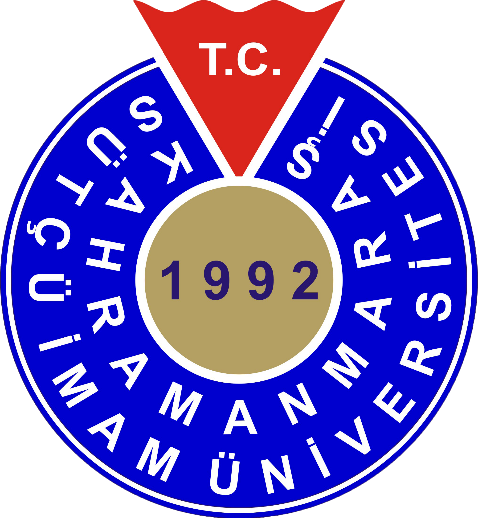 T.C.
KAHRAMANMARAŞ
SÜTÇÜ İMAM ÜNİVERSİTESİ
1992